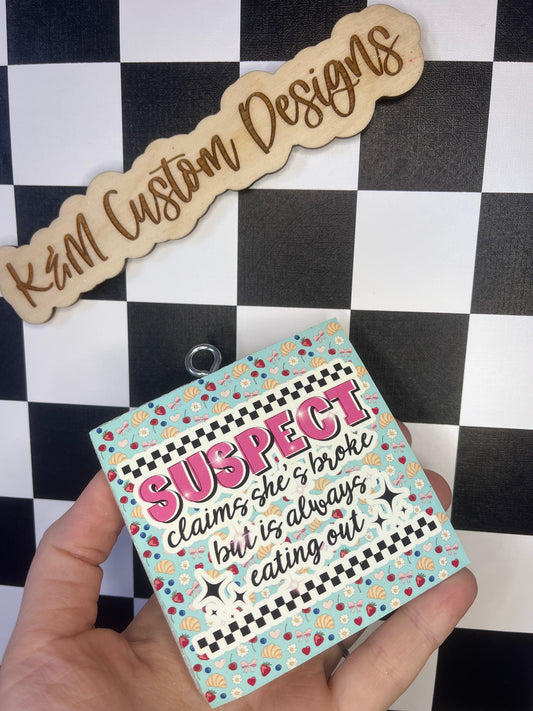 K&M Custom Designs
SUSPECT
claims she's broke
but is always
eating out